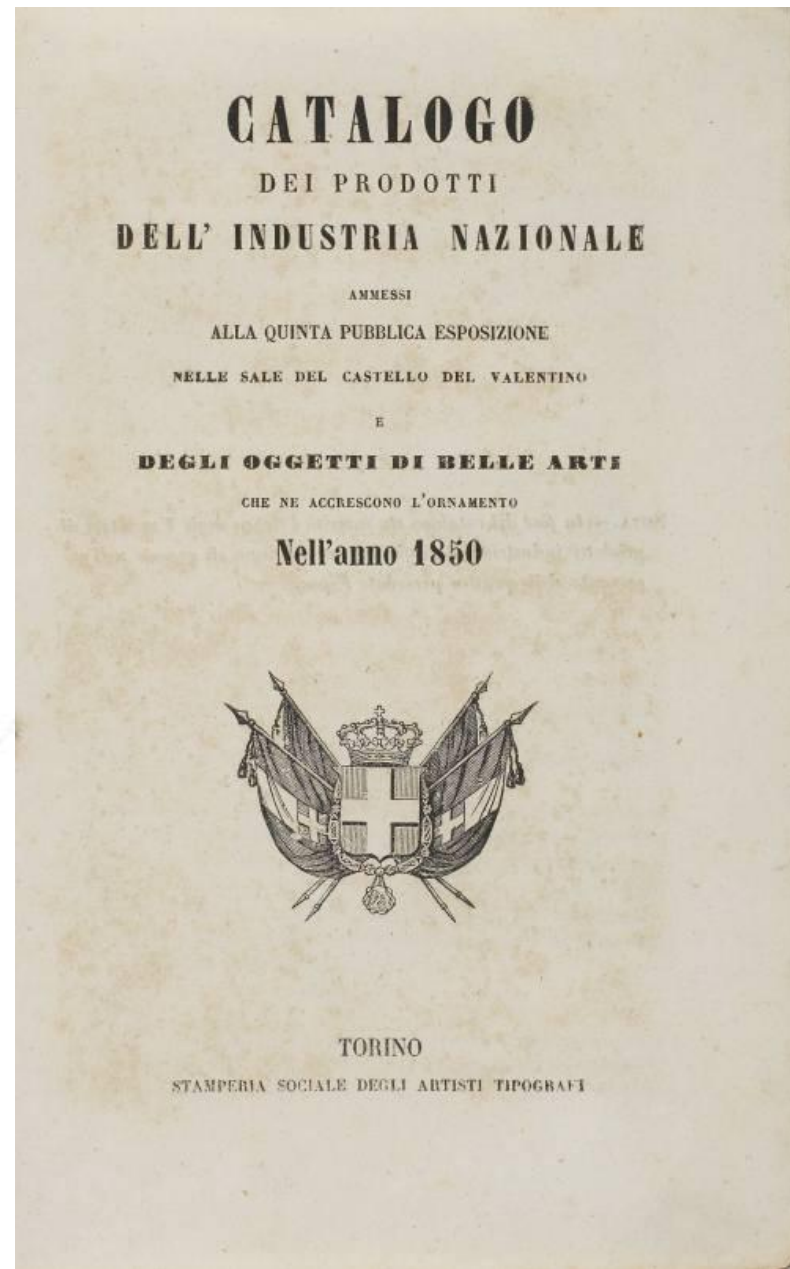 CATALOGO
DEI PRODOTTI
DELL' INDUSTRIA NAZIONALE
AMMESSI
ALLA QUINTA PUBBLICA ESPOSIZIONE
NELLE SALE DEL CASTELLO DEL VALENTINO
E
DEGLI OGGETTI DI BELLE ARTI
CHE NE ACCRESCONO L'ORNAMENTO
Nell'anno 1850
TORINO
STAMPERIA SOCIALE DEGLI ARTISTI TIPOGRAFI